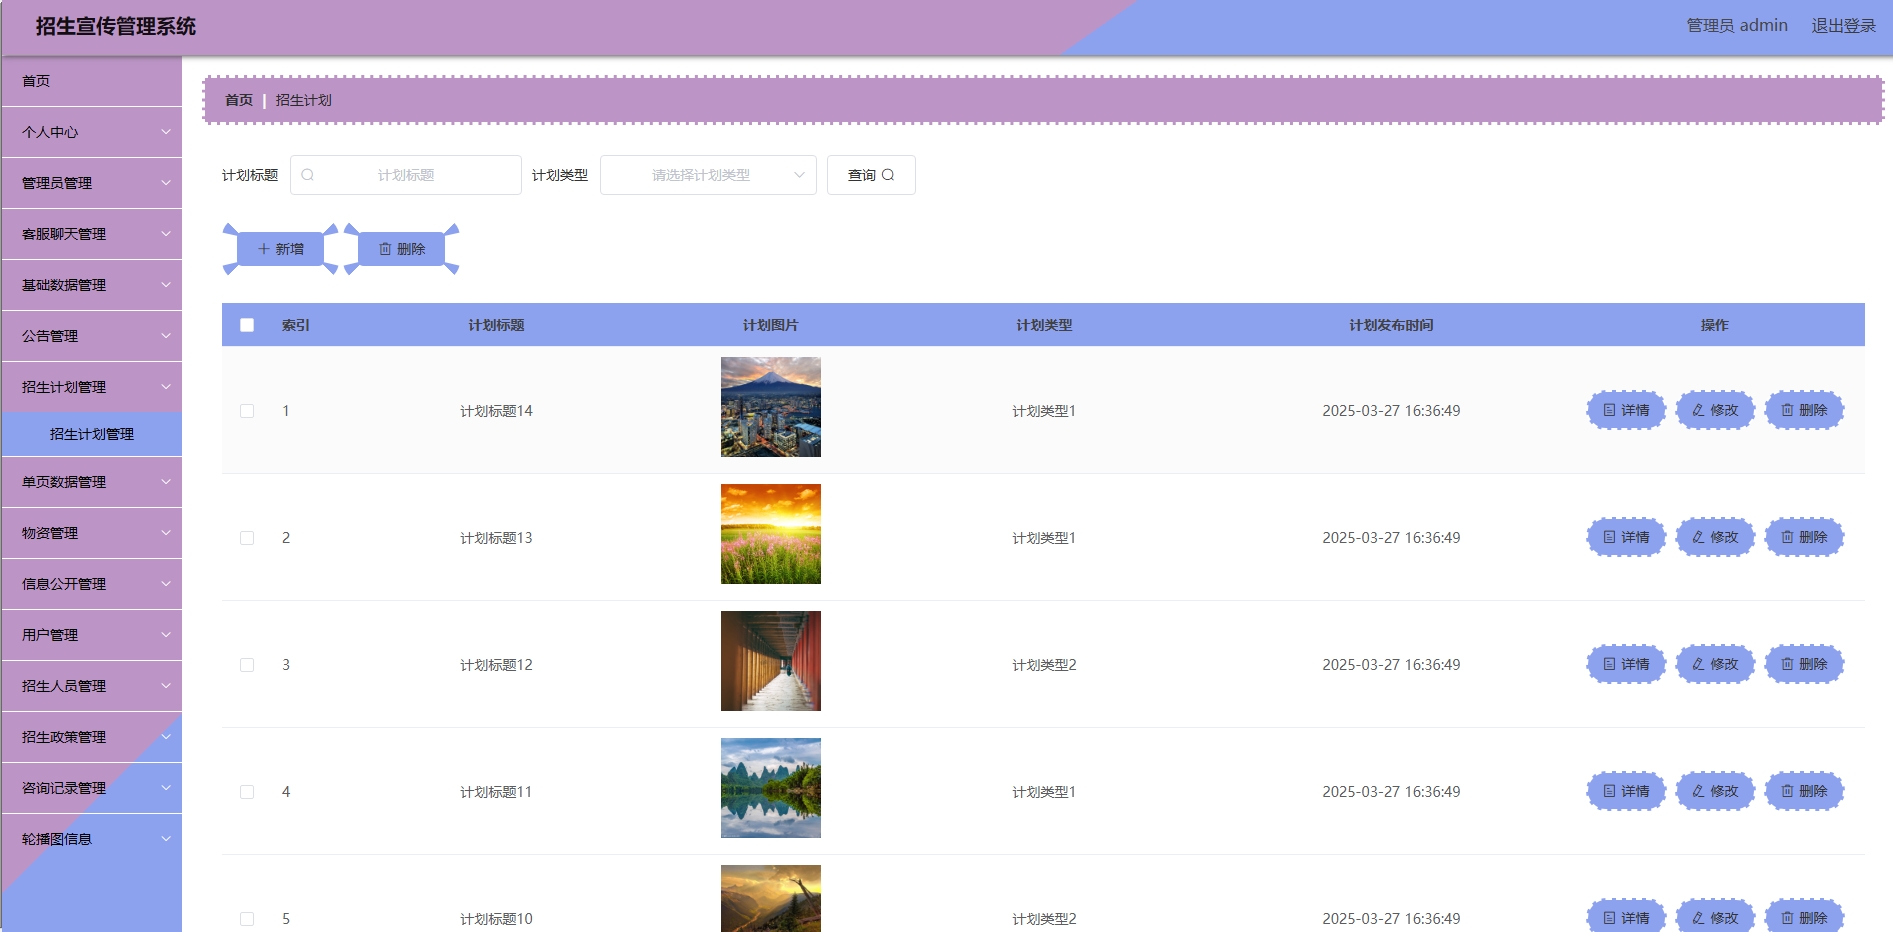 招生宣传管理系统
管理员 admin 退出登录
首页
个人中心
管理员管理
客服聊天管理
基础数据管理
公告管理
招生计划管理
招生计划管理
单页数据管理
物资管理
信息公开管理
用户管理
招生人员管理
招生政策管理
咨询记录管理
轮播图信息
首页 | 招生计划
计划标题 计划标题 计划类型 请选择计划类型 查询
新增 删除
索引 计划标题 计划图片 计划类型 计划发布时间 操作
1 计划标题14 计划类型1 2025-03-27 16:36:49 详情 修改 删除
2 计划标题13 计划类型1 2025-03-27 16:36:49 详情 修改 删除
3 计划标题12 计划类型2 2025-03-27 16:36:49 详情 修改 删除
4 计划标题11 计划类型1 2025-03-27 16:36:49 详情 修改 删除
5 计划标题10 计划类型2 2025-03-27 16:36:49 详情 修改 删除